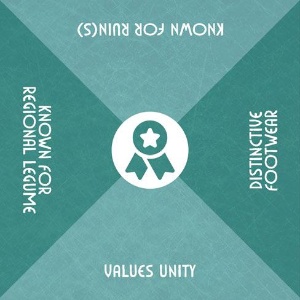 KNOWN FOR RUIN(S)
KNOWN FOR
REGIONAL LEGUME
DISTINCTIVE
FOOTWEAR
VALUES UNITY